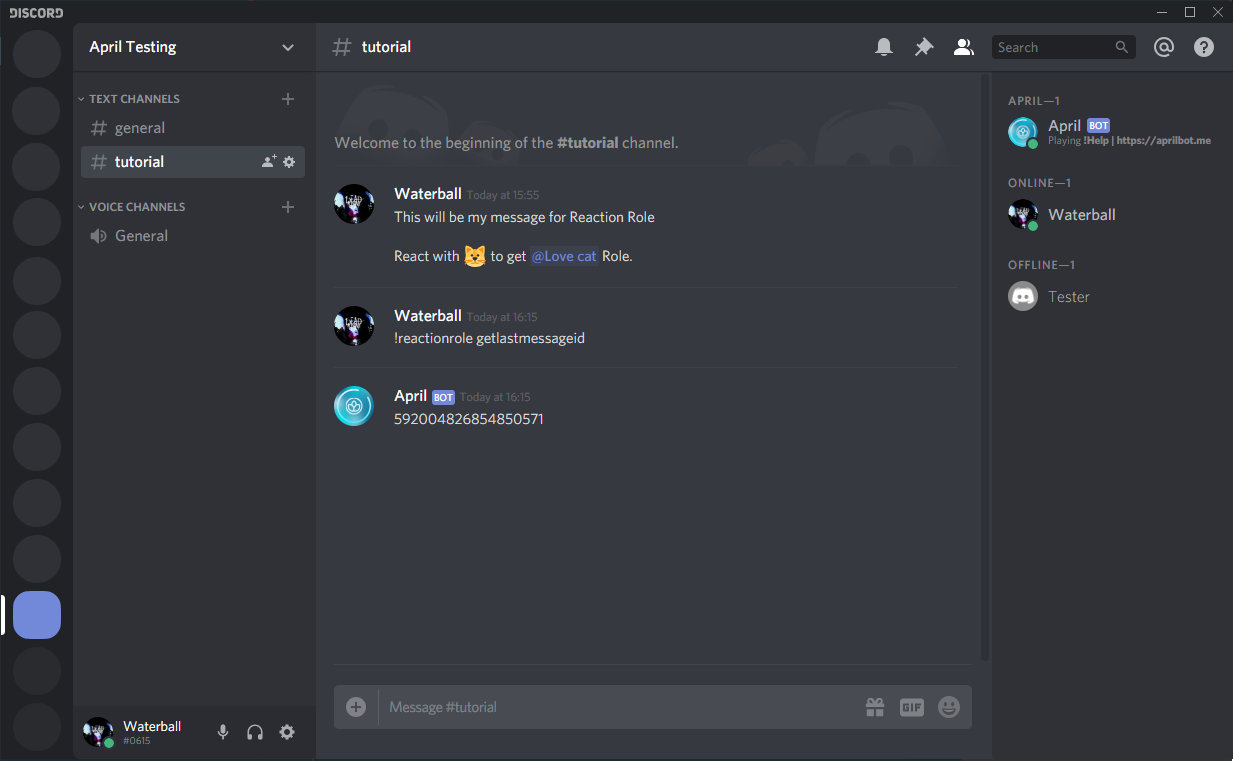 DISCORD
April Testing
TEXT CHANNELS
general
tutorial
VOICE CHANNELS
General
Waterball
#0615
# tutorial
Search
Welcome to the beginning of the #tutorial channel.
Waterball Today at 15:55
This will be my message for Reaction Role
React with 😺 to get @Love cat Role.
Waterball Today at 16:15
!reactionrole getlastmessageid
April BOT Today at 16:15
592004826854850571
Message #tutorial
GIF
APRIL—1
April BOT
Playing !Help | https://aprilbot.me
ONLINE—1
Waterball
OFFLINE—1
Tester